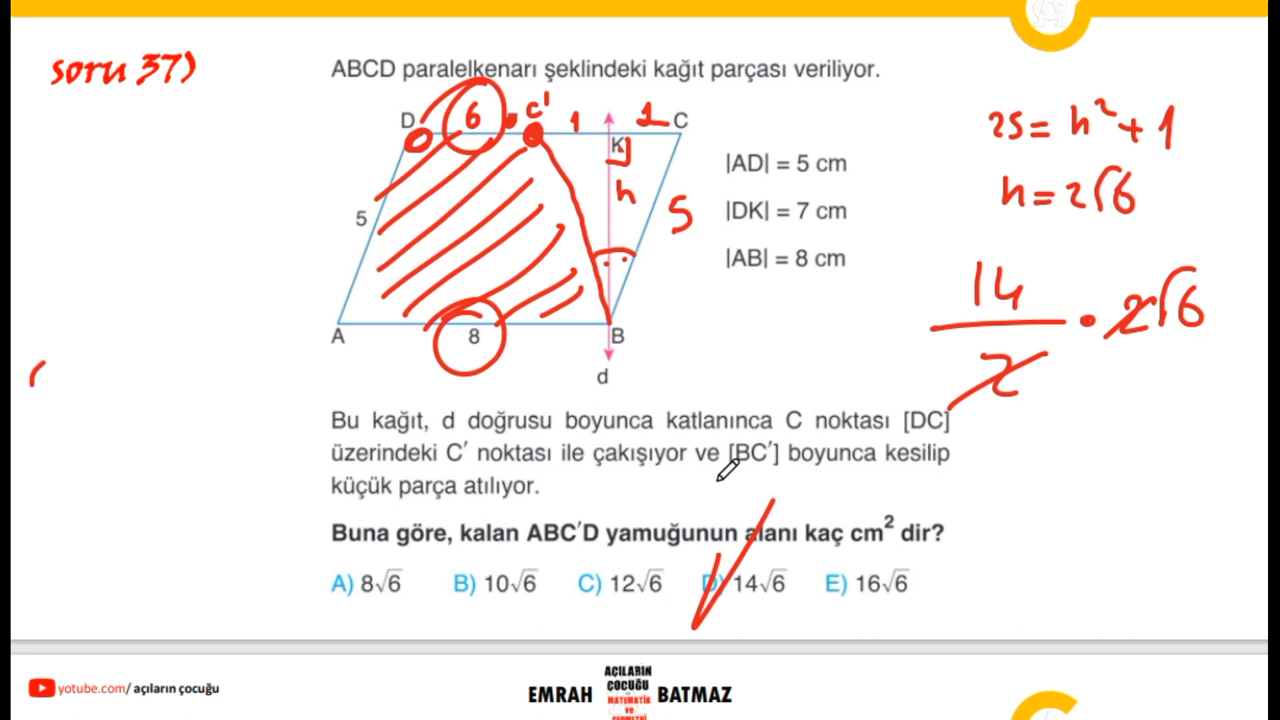 soru 37)
ABCD paralelkenarı şeklindeki kağıt parçası veriliyor.
D 6 C' 1 1 C
K
h
5
5
A 8 B
d
|AD| = 5 cm
|DK| = 7 cm
|AB| = 8 cm
25 = h² + 1
h = 2√6
14/2 · 2√6
Bu kağıt, d doğrusu boyunca katlanınca C noktası [DC]
üzerindeki C′ noktası ile çakışıyor ve [BC′] boyunca kesilip
küçük parça atılıyor.
Buna göre, kalan ABC′D yamuğunun alanı kaç cm² dir?
A) 8√6 B) 10√6 C) 12√6 D) 14√6 E) 16√6
yotube.com/ açıların çocuğu
EMRAH AÇILARIN ÇOCUĞU MATEMATİK ve GEOMETRİ BATMAZ